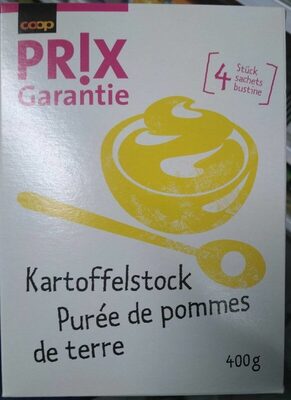 coop
PR!X
Garantie
4
Stück
sachets
bustine
Kartoffelstock
Purée de pommes
de terre
400g